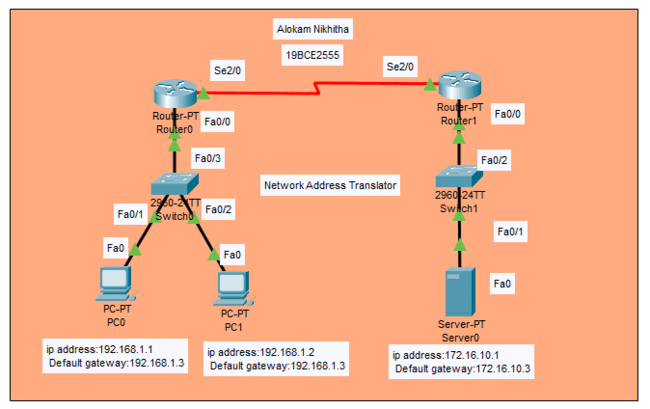 Alokam Nikhitha
19BCE2555
Se2/0
Se2/0
Router-PT
Router0
Fa0/0
Router-PT
Router1
Fa0/0
Fa0/3
Fa0/2
2960-24TT
Switch0
Network Address Translator
2960-24TT
Switch1
Fa0/1
Fa0/2
Fa0/1
Fa0
Fa0
Fa0
PC-PT
PC0
PC-PT
PC1
Server-PT
Server0
ip address:192.168.1.1
Default gateway:192.168.1.3
ip address:192.168.1.2
Default gateway:192.168.1.3
ip address:172.16.10.1
Default gateway:172.16.10.3